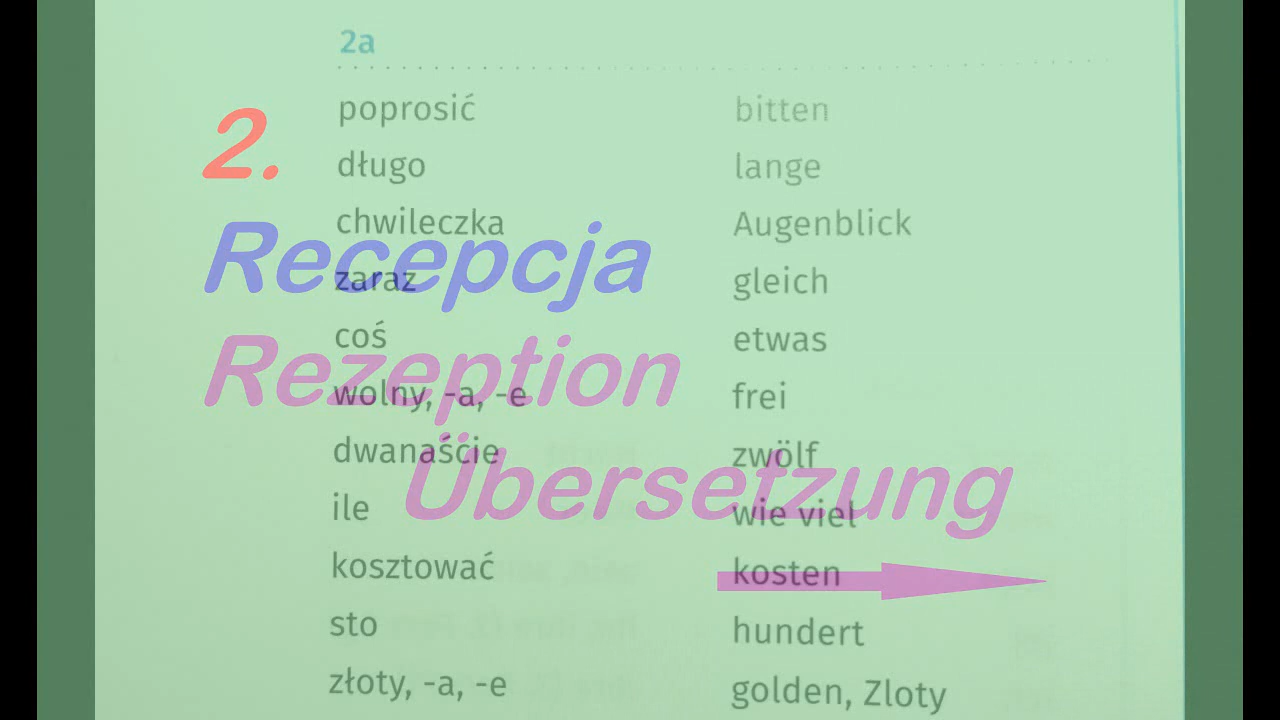 2a
poprosić bitten
długo lange
chwileczka Augenblick
zaraz gleich
coś etwas
wolny, -a, -e frei
dwanaście zwölf
ile wie viel
kosztować kosten
sto hundert
złoty, -a, -e golden, Zloty
2.
Recepcja
Rezeption
Übersetzung